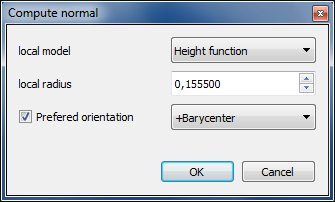 Compute normal
local model Height function
local radius 0,155500
Prefered orientation +Barycenter
OK Cancel